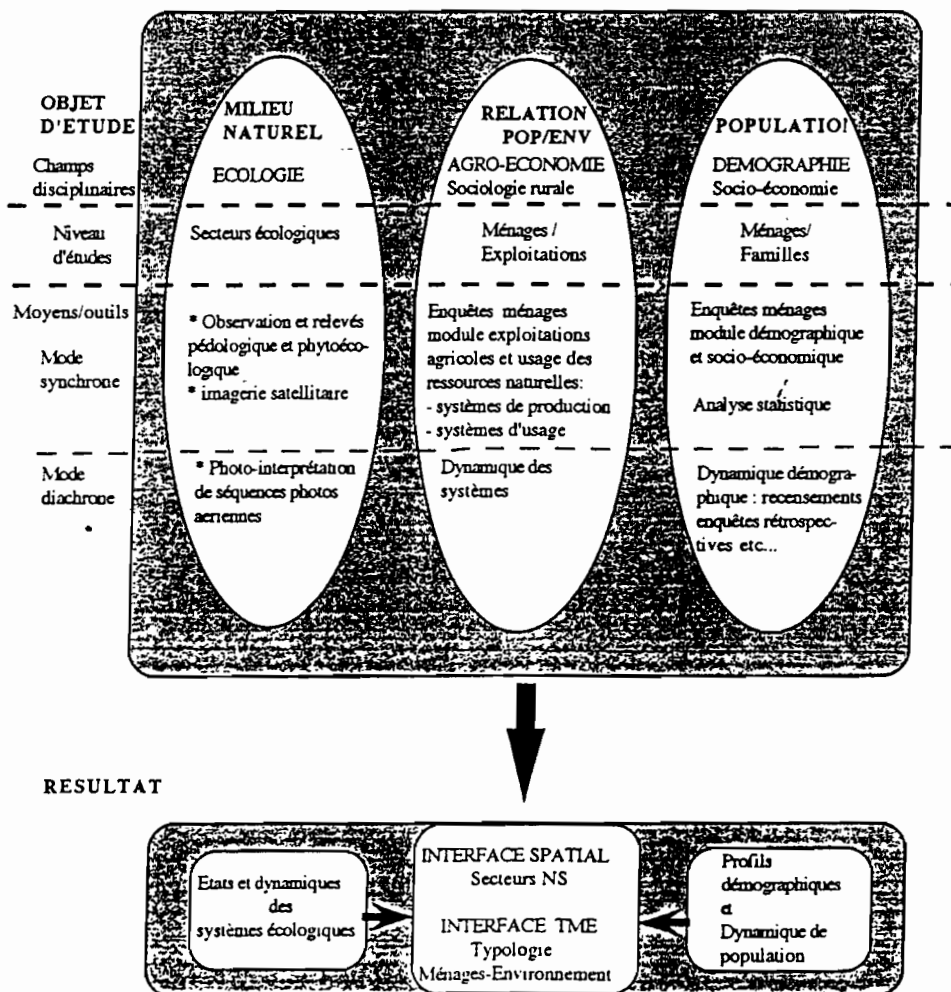 OBJET
D'ETUDE
MILIEU
NATUREL
RELATION
POP/ENV
POPULATIO!
Champs
disciplinaires
ECOLOGIE
AGRO-ECONOMIE
Sociologie rurale
DEMOGRAPHIE
Socio-économie
Niveau
d'études
Secteurs écologiques
Ménages /
Exploitations
Ménages/
Familles
Moyens/outils
Mode
synchrone
* Observation et relevés
pédologique et phytoéco-
logique
* imagerie satellitaire
Enquêtes ménages
module exploitations
agricoles et usage des
ressources naturelles:
- systèmes de production
- systèmes d'usage
Enquêtes ménages
module démographique
et socio-économique
Analyse statistique
Mode
diachrone
* Photo-interprétation
de séquences photos
aeriennes
Dynamique des
systèmes
Dynamique démogra-
phique : recensements
enquêtes rétrospec-
tives etc...
RESULTAT
Etats et dynamiques
des
systèmes écologiques
INTERFACE SPATIAL
Secteurs NS
INTERFACE TME
Typologie
Ménages-Environnement
Profils
démographiques
et
Dynamique de
population